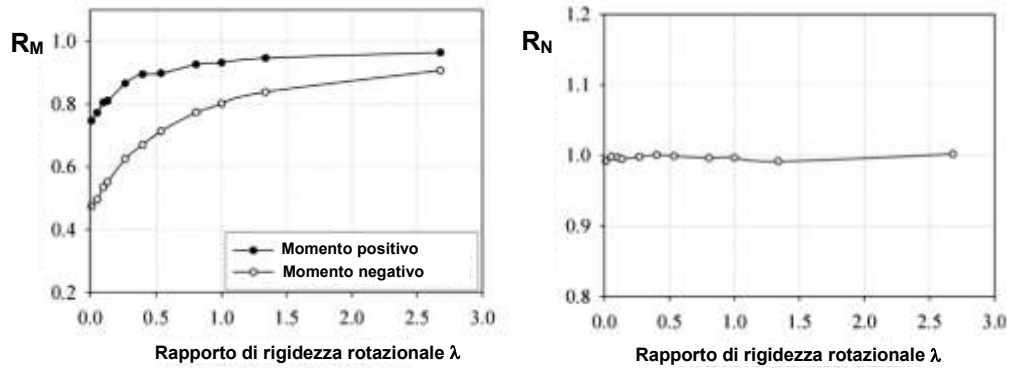 R_M
1.0
0.8
0.6
0.4
0.2
Momento positivo
Momento negativo
0.0 0.5 1.0 1.5 2.0 2.5 3.0
Rapporto di rigidezza rotazionale λ
R_N
1.2
1.1
1.0
0.9
0.8
0.0 0.5 1.0 1.5 2.0 2.5 3.0
Rapporto di rigidezza rotazionale λ